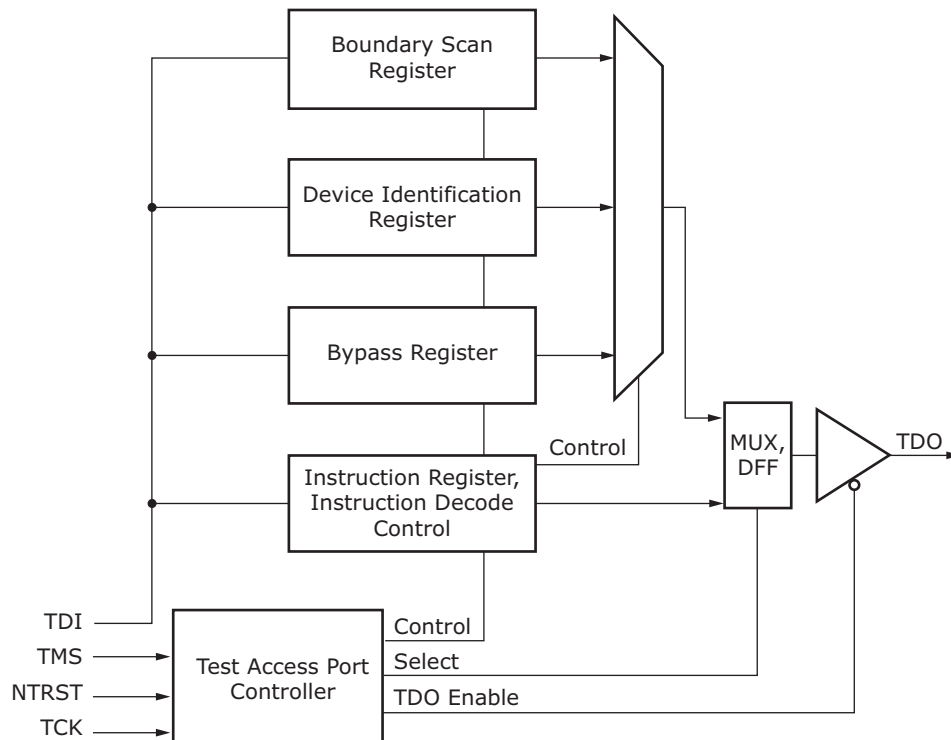 Boundary Scan
Register
Device Identification
Register
Bypass Register
Control
MUX,
DFF
TDO
Instruction Register,
Instruction Decode
Control
TDI
TMS
NTRST
TCK
Test Access Port
Controller
Control
Select
TDO Enable